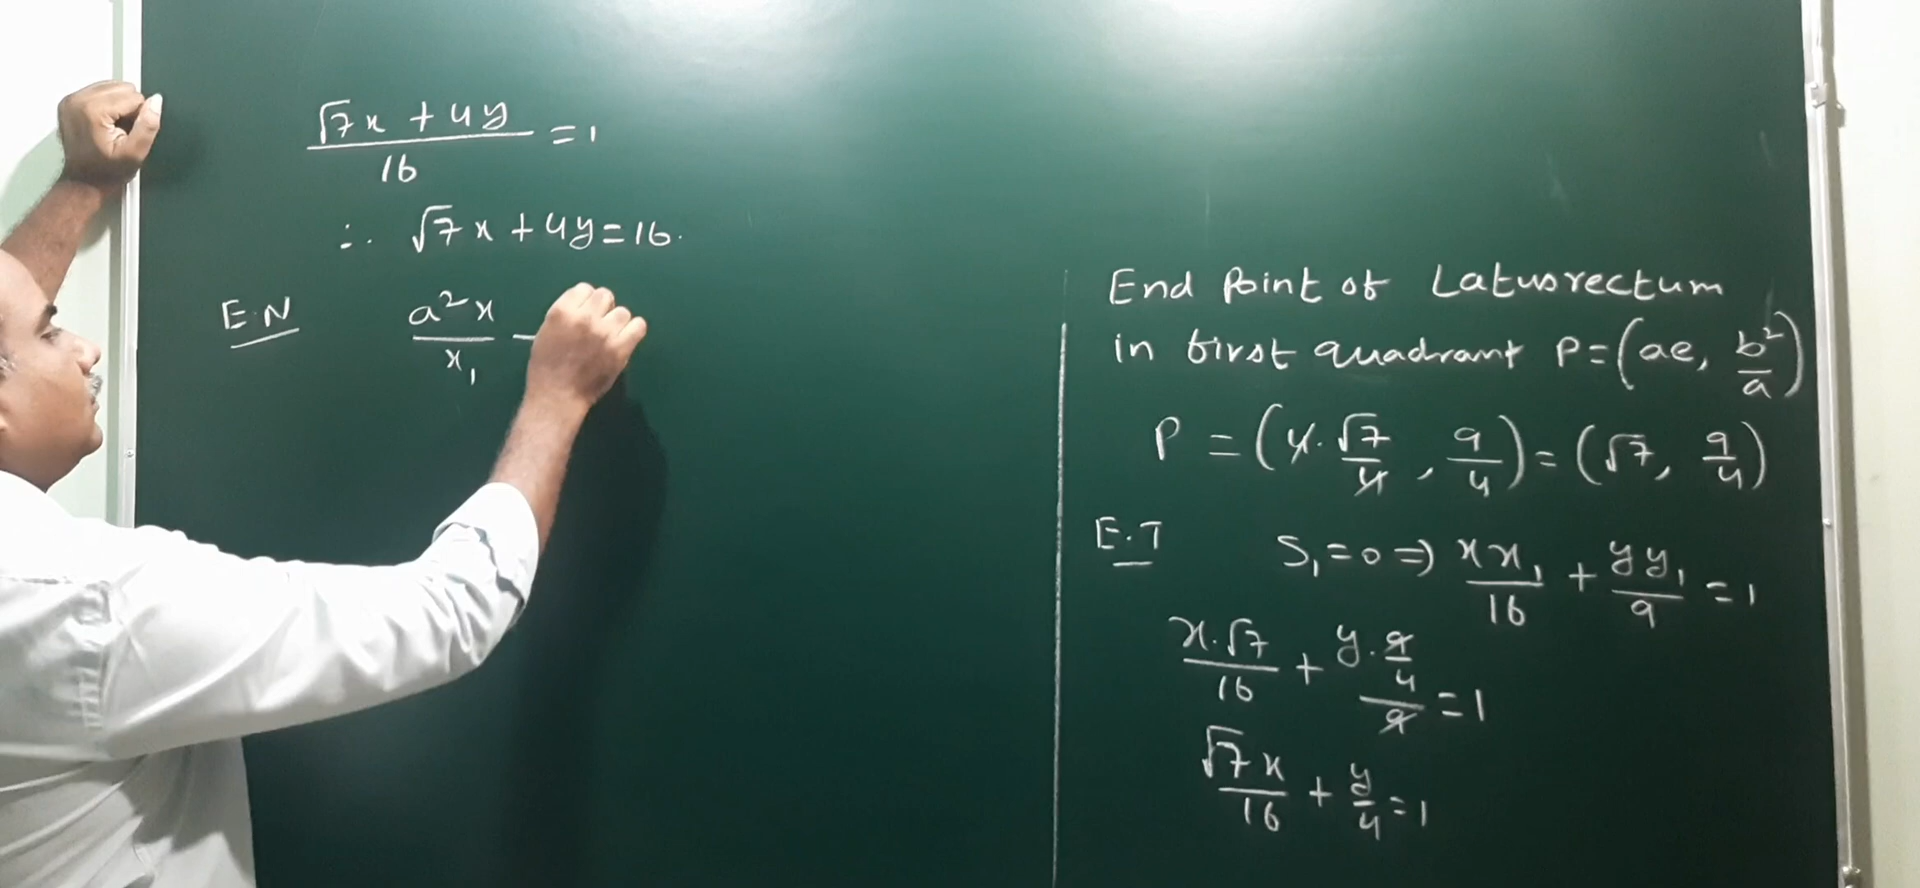 √7x + 4y / 16 = 1
∴ √7x + 4y = 16.
E.N a²x / x₁ –
End Point of Latusrectum
in first quadrant P = (ae, b²/a)
P = (4·√7/4, 9/4) = (√7, 9/4)
E.T S₁ = 0 ⇒ xx₁/16 + yy₁/9 = 1
x·√7/16 + y·9/4 / 9 = 1
√7x/16 + y/4 = 1